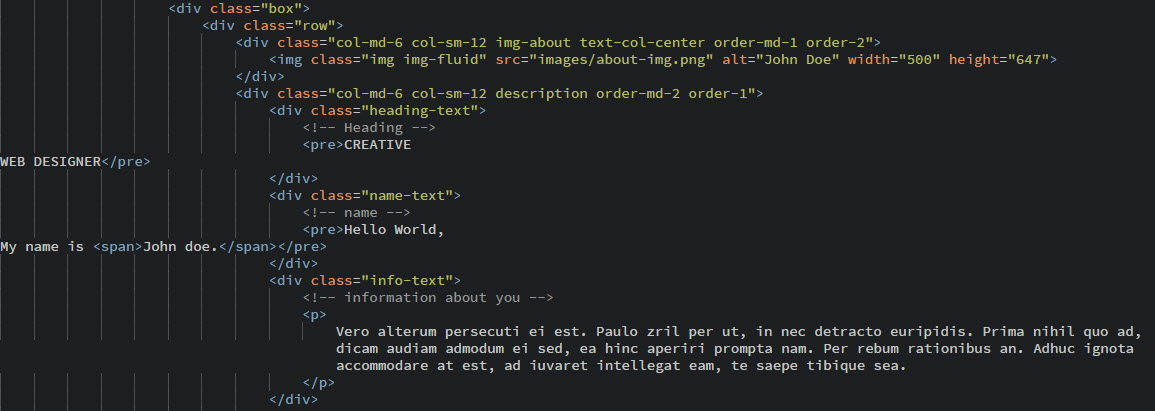 <div class="box">
<div class="row">
<div class="col-md-6 col-sm-12 img-about text-col-center order-md-1 order-2">
<img class="img img-fluid" src="images/about-img.png" alt="John Doe" width="500" height="647">
</div>
<div class="col-md-6 col-sm-12 description order-md-2 order-1">
<div class="heading-text">
<!-- Heading -->
<pre>CREATIVE
WEB DESIGNER</pre>
</div>
<div class="name-text">
<!-- name -->
<pre>Hello World,
My name is <span>John doe.</span></pre>
</div>
<div class="info-text">
<!-- information about you -->
<p>
Vero alterum persecuti ei est. Paulo zril per ut, in nec detracto euripidis. Prima nihil quo ad,
dicam audiam admodum ei sed, ea hinc aperiri prompta nam. Per rebum rationibus an. Adhuc ignota
accommodare at est, ad iuvaret intellegat eam, te saepe tibique sea.
</p>
</div>